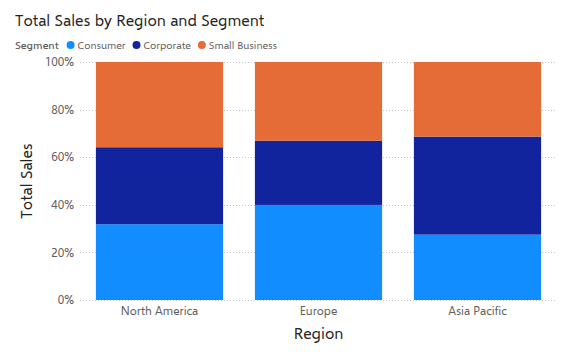 Total Sales by Region and Segment
Segment Consumer Corporate Small Business
100%
80%
60%
40%
20%
0%
Total Sales
North America Europe Asia Pacific
Region